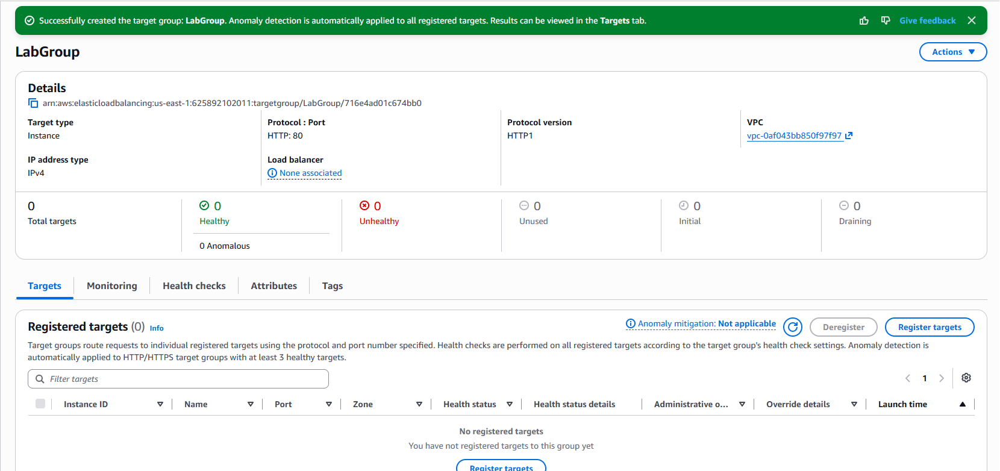 Successfully created the target group: LabGroup. Anomaly detection is automatically applied to all registered targets. Results can be viewed in the Targets tab.
Give feedback
LabGroup
Actions
Details
arn:aws:elasticloadbalancing:us-east-1:625892102011:targetgroup/LabGroup/716e4ad01c674bb0
Target type
Instance
Protocol : Port
HTTP: 80
Protocol version
HTTP1
VPC
vpc-0af043bb850f97f97
IP address type
IPv4
Load balancer
None associated
0
Total targets
0
Healthy
0 Anomalous
0
Unhealthy
0
Unused
0
Initial
0
Draining
Targets
Monitoring
Health checks
Attributes
Tags
Registered targets (0) Info
Anomaly mitigation: Not applicable
Deregister
Register targets
Target groups route requests to individual registered targets using the protocol and port number specified. Health checks are performed on all registered targets according to the target group's health check settings. Anomaly detection is
automatically applied to HTTP/HTTPS target groups with at least 3 healthy targets.
Filter targets
1
Instance ID
Name
Port
Zone
Health status
Health status details
Administrative o...
Override details
Launch time
No registered targets
You have not registered targets to this group yet
Register targets